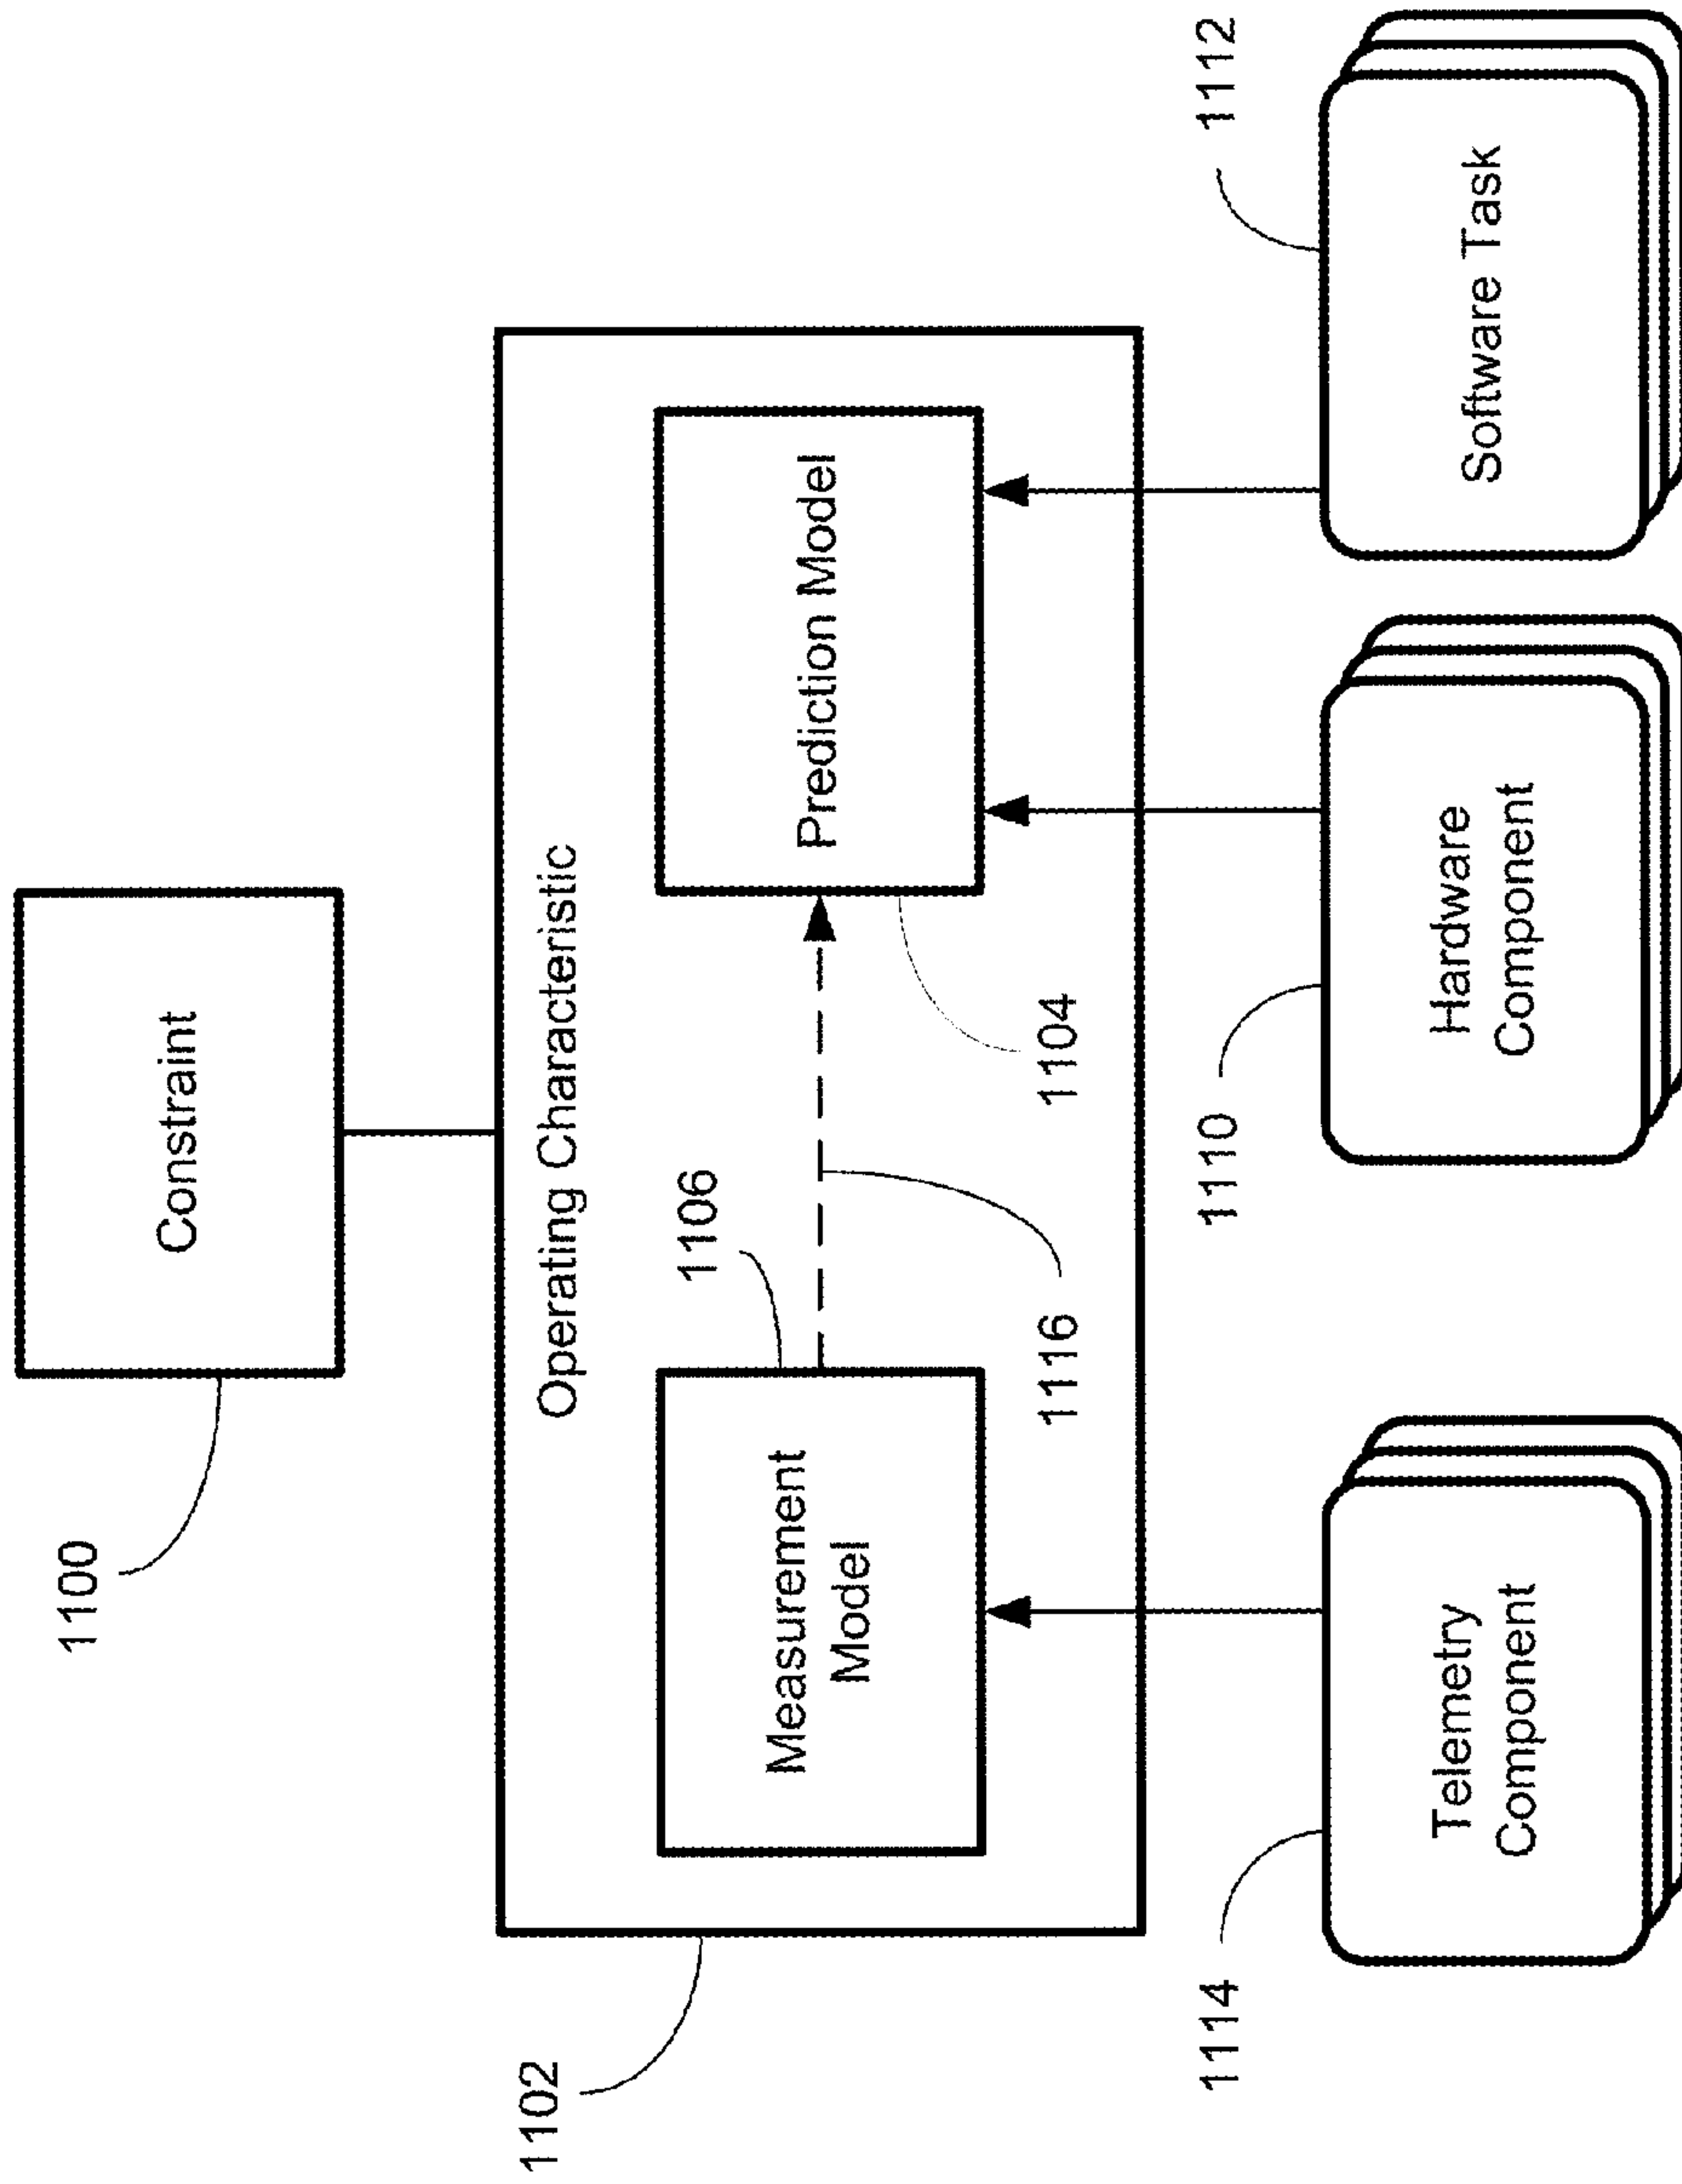 1100
Constraint
1102
Operating Characteristic
1106
Measurement
Model
Prediction Model
1116
1104
1114
1110
1112
Telemetry
Component
Hardware
Component
Software Task